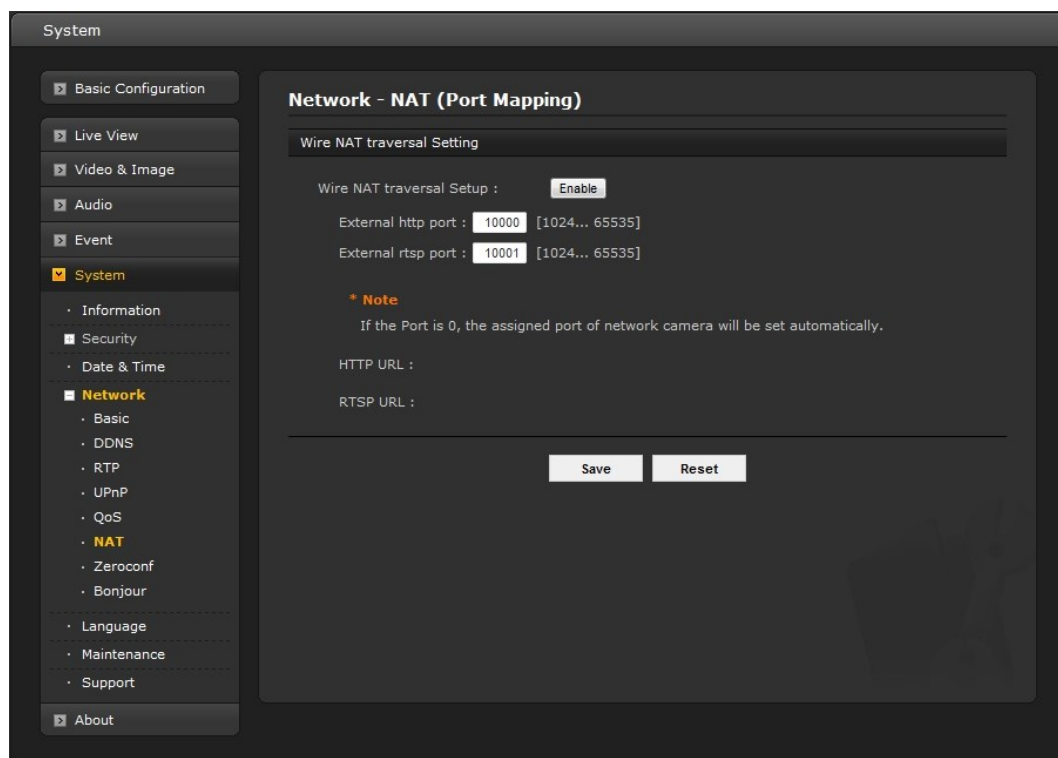 System
Basic Configuration
Live View
Video & Image
Audio
Event
System
· Information
Security
· Date & Time
Network
· Basic
· DDNS
· RTP
· UPnP
· QoS
· NAT
· Zeroconf
· Bonjour
· Language
· Maintenance
· Support
About
Network - NAT (Port Mapping)
Wire NAT traversal Setting
Wire NAT traversal Setup : Enable
External http port : 10000 [1024... 65535]
External rtsp port : 10001 [1024... 65535]
* Note
If the Port is 0, the assigned port of network camera will be set automatically.
HTTP URL :
RTSP URL :
Save Reset